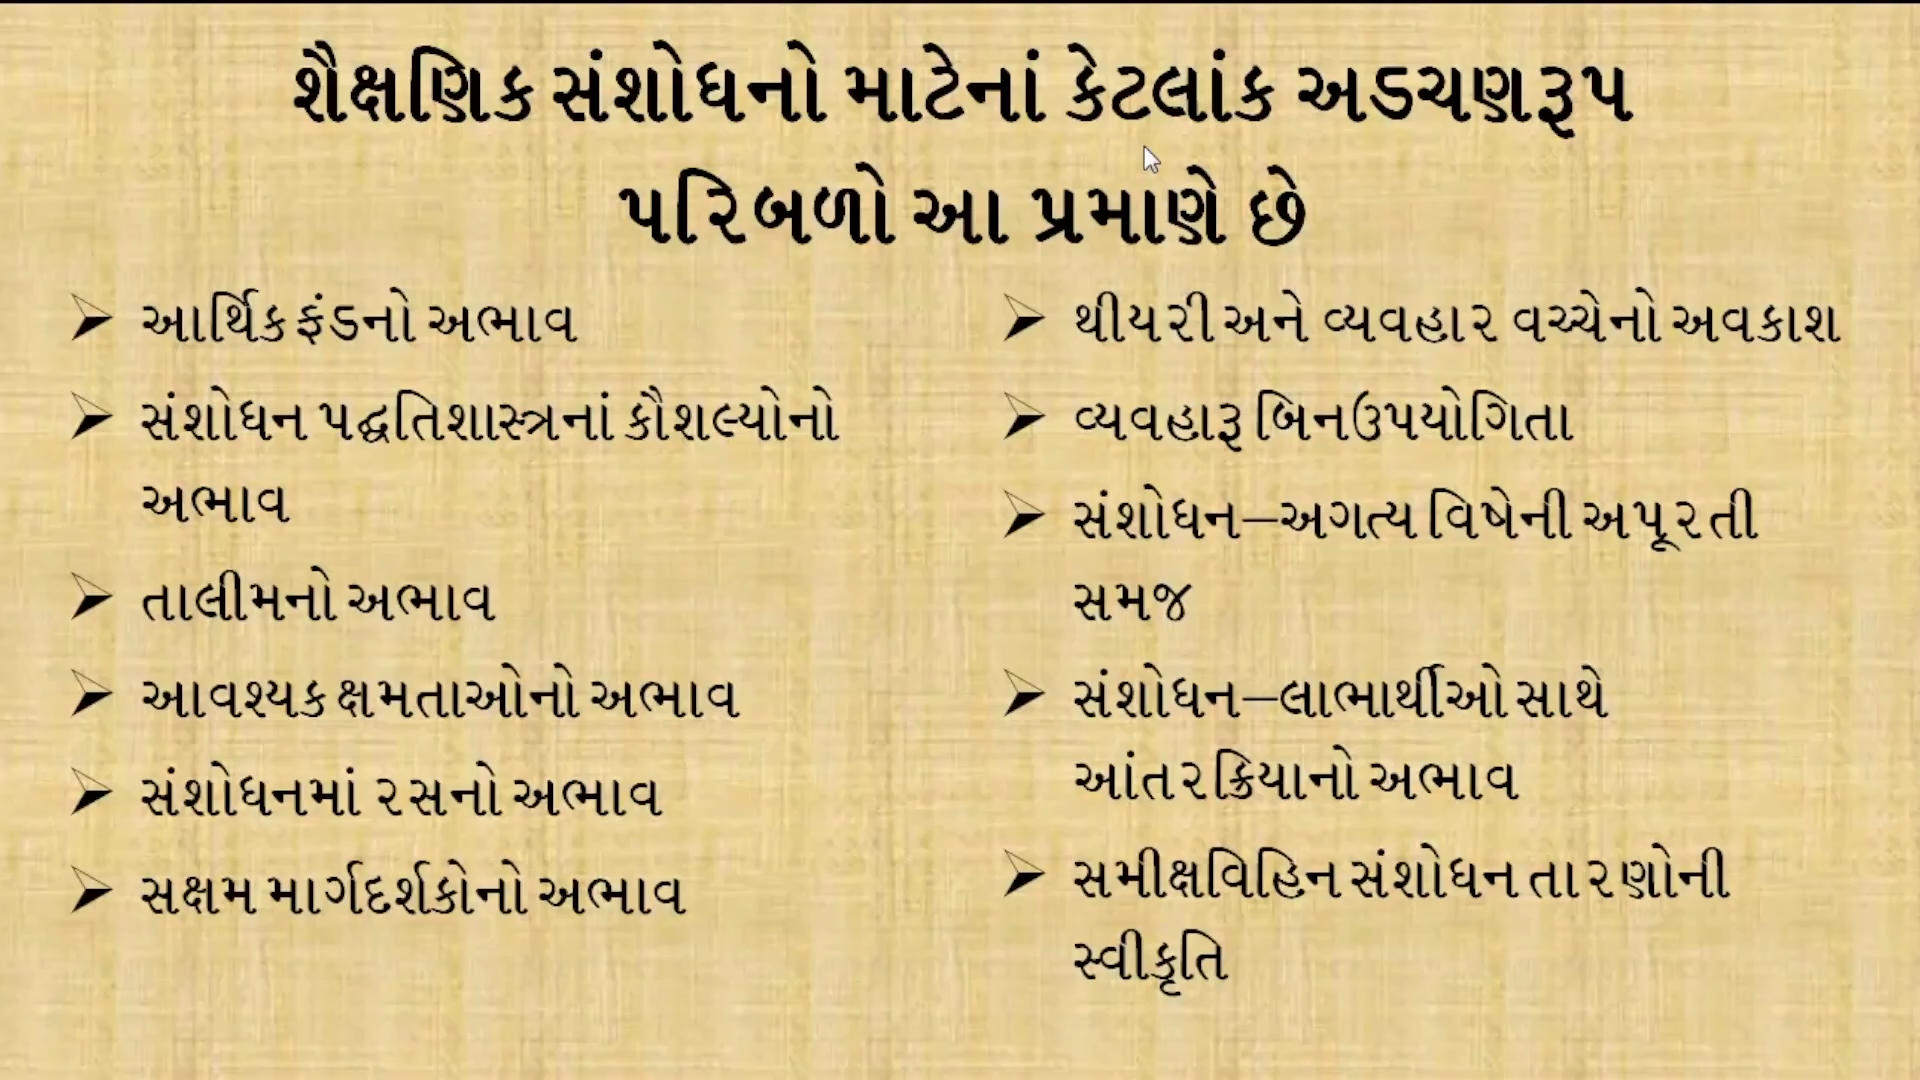 શૈક્ષણિક સંશોધનો માટેનાં કેટલાંક અડચણરૂપ
પરિબળો આ પ્રમાણે છે
➢ આર્થિક ફંડનો અભાવ
➢ સંશોધન પદ્ધતિશાસ્ત્રનાં કૌશલ્યોનો
અભાવ
➢ તાલીમનો અભાવ
➢ આવશ્યક ક્ષમતાઓનો અભાવ
➢ સંશોધનમાં રસનો અભાવ
➢ સક્ષમ માર્ગદર્શકોનો અભાવ
➢ થીયરી અને વ્યવહાર વચ્ચેનો અવકાશ
➢ વ્યવહારૂ બિનઉપયોગિતા
➢ સંશોધન–અગત્ય વિષેની અપૂરતી
સમજ
➢ સંશોધન–લાભાર્થીઓ સાથે
આંતરક્રિયાનો અભાવ
➢ સમીક્ષવિહિન સંશોધન તારણોની
સ્વીકૃતિ